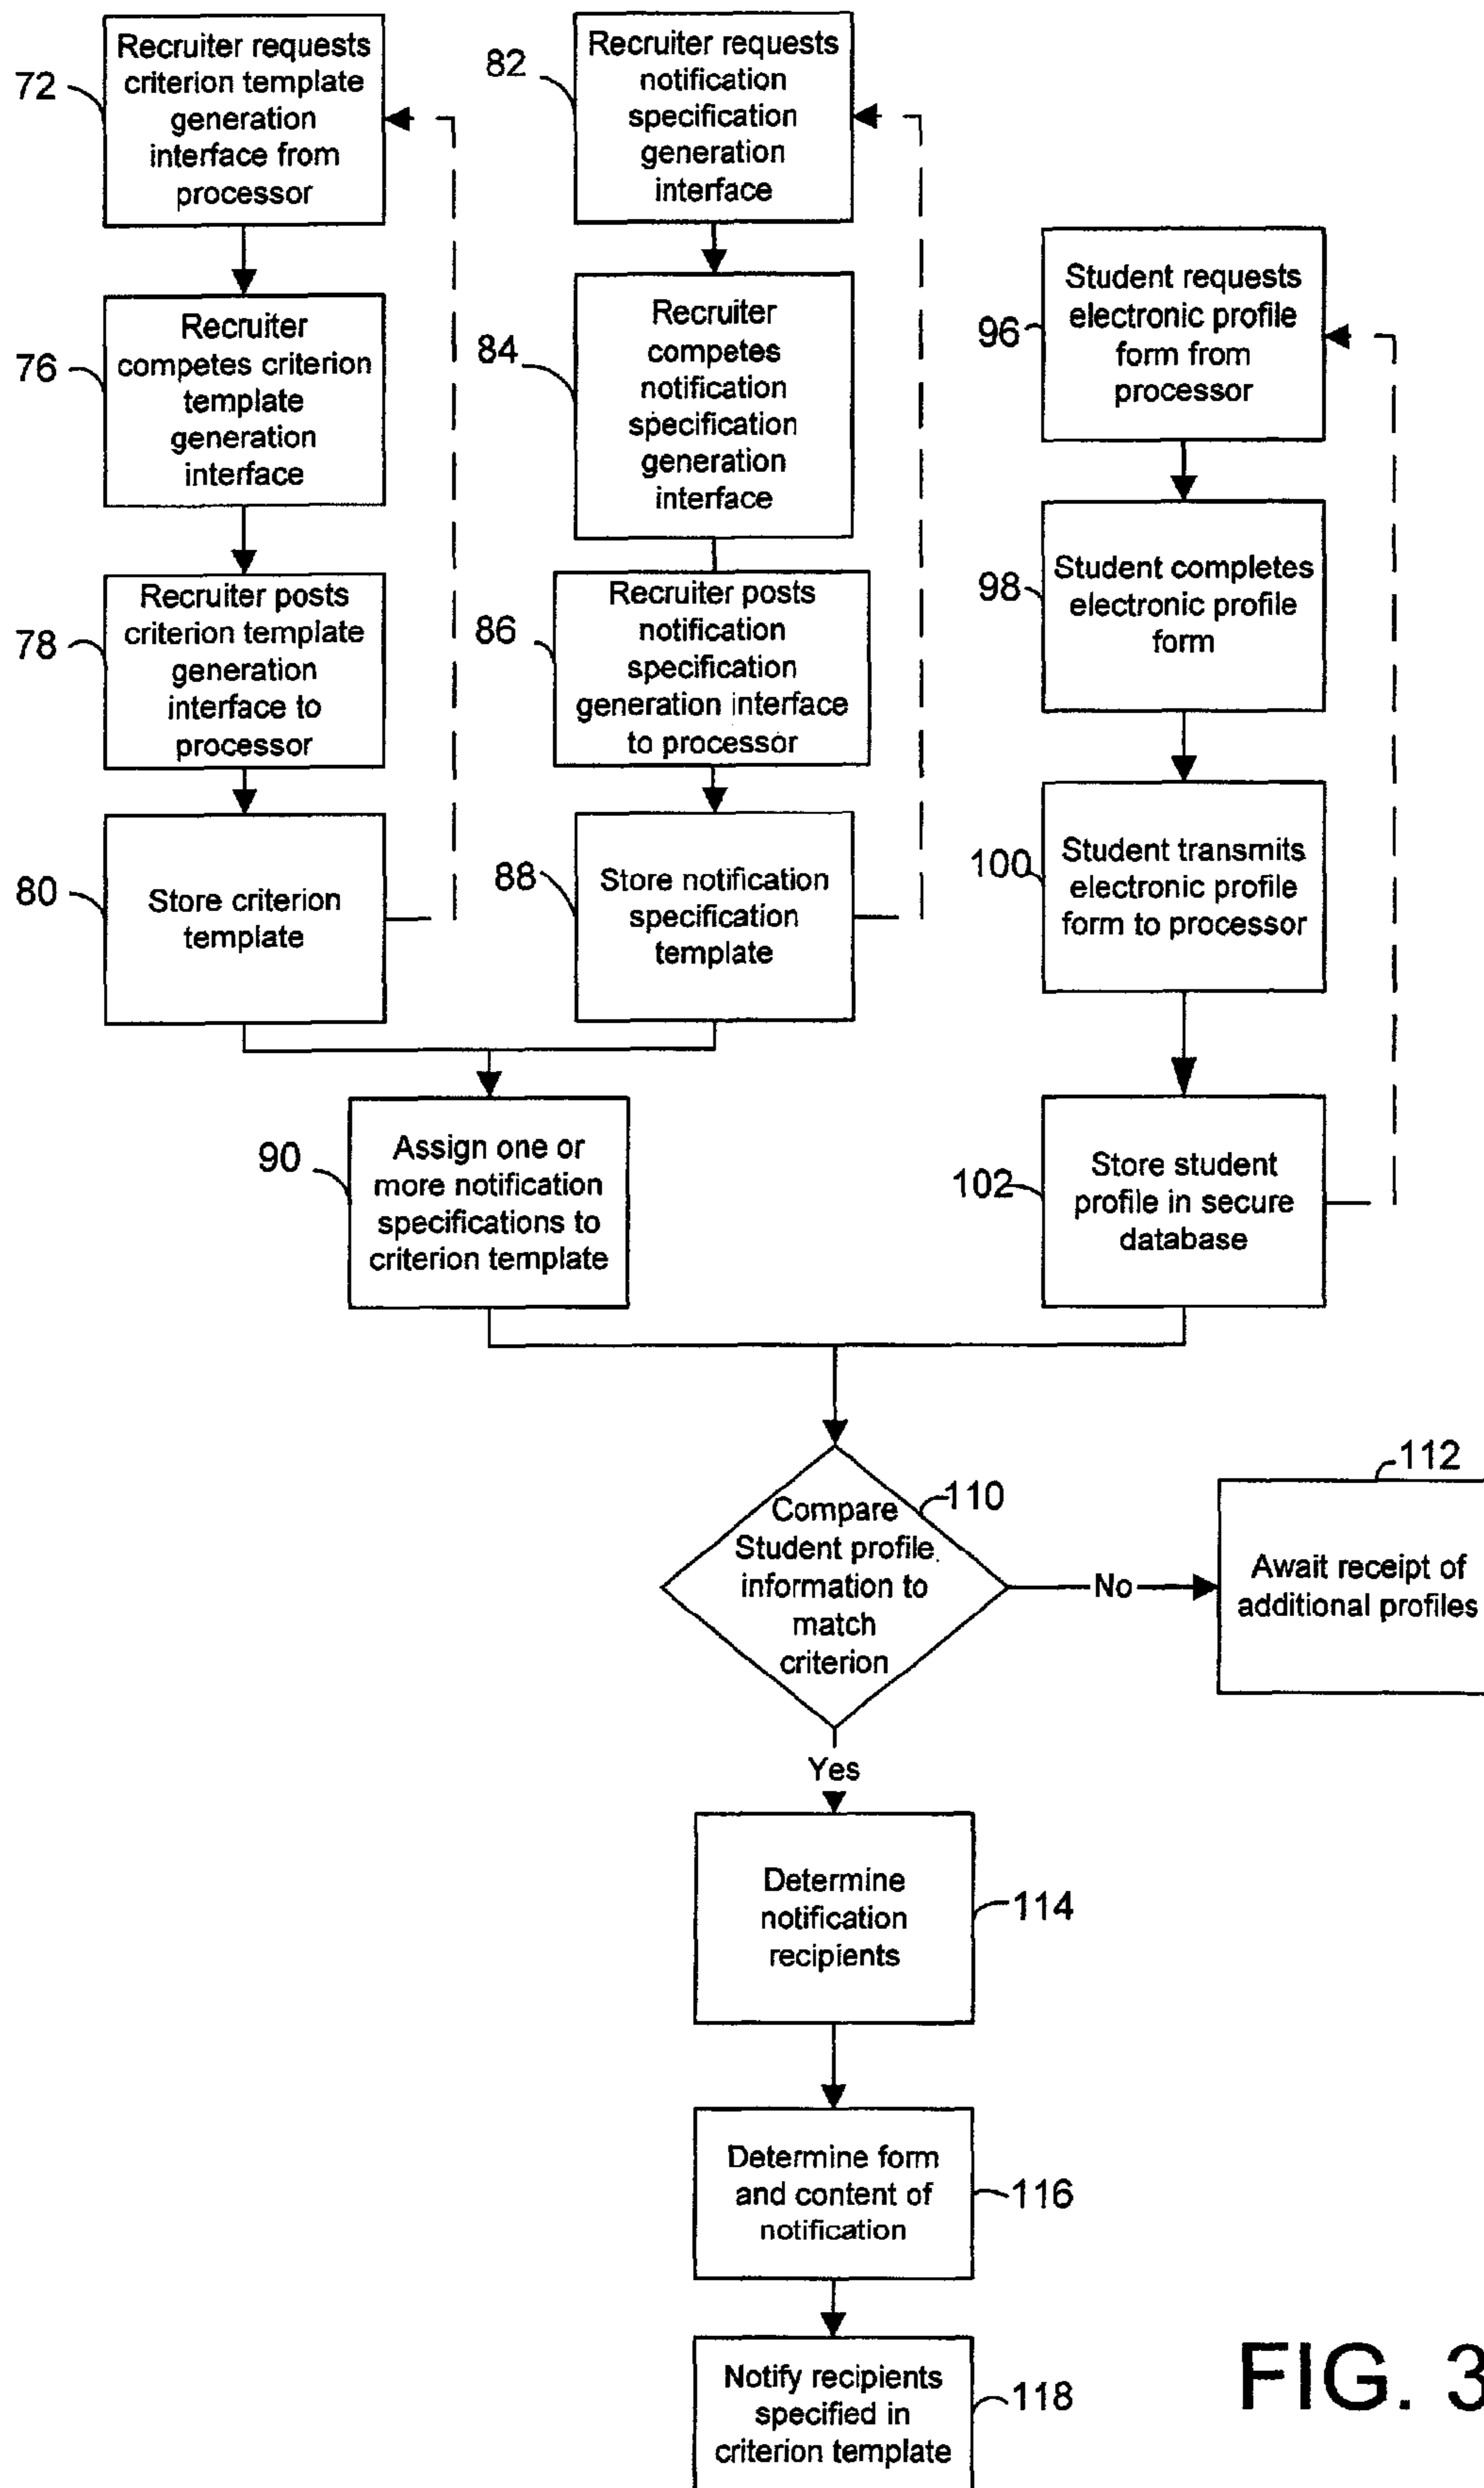 72
Recruiter requests
criterion template
generation
interface from
processor
76
Recruiter
competes criterion
template
generation
interface
78
Recruiter posts
criterion template
generation
interface to
processor
80
Store criterion
template
82
Recruiter requests
notification
specification
generation
interface
84
Recruiter
competes
notification
specification
generation
interface
86
Recruiter posts
notification
specification
generation interface
to processor
88
Store notification
specification
template
90
Assign one or
more notification
specifications to
criterion template
96
Student requests
electronic profile
form from
processor
98
Student completes
electronic profile
form
100
Student transmits
electronic profile
form to processor
102
Store student
profile in secure
database
110
Compare
Student profile
information to
match
criterion
No
112
Await receipt of
additional profiles
Yes
Determine
notification
recipients
114
Determine form
and content of
notification
116
Notify recipients
specified in
criterion template
118
FIG. 3